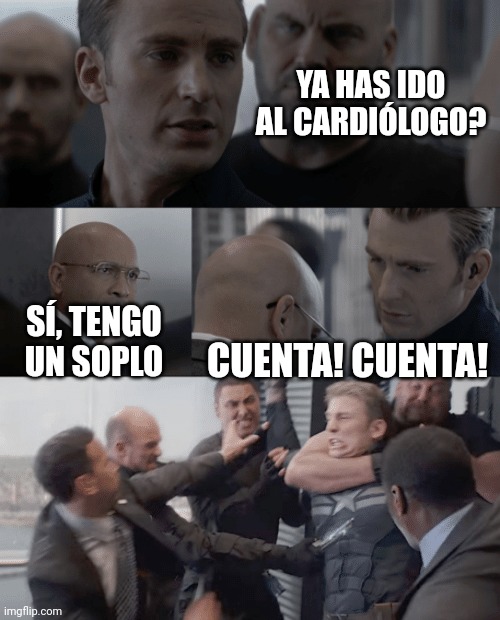 YA HAS IDO
AL CARDIÓLOGO?
SÍ, TENGO
UN SOPLO
CUENTA! CUENTA!
imgflip.com